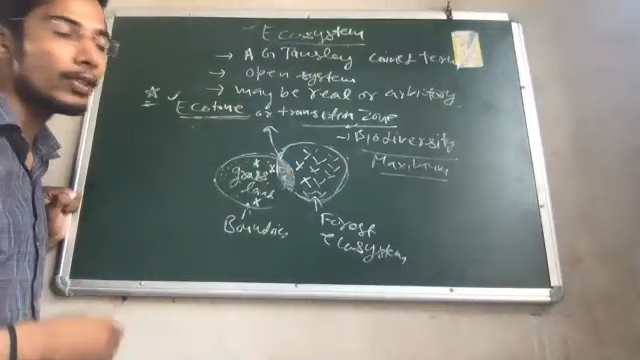 Ecosystem
→ A G Tansley coined term
→ open system
→ may be real or arbitrary
Ecotone or transition zone
→ Biodiversity
Maximum
grass
land
Boundries
Forest
Ecosystem